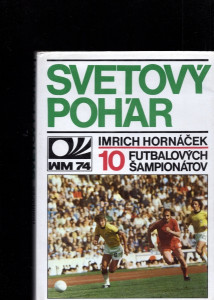 SVETOVÝ
POHÁR
WM 74
IMRICH HORNÁČEK
10 FUTBALOVÝCH
ŠAMPIONÁTOV